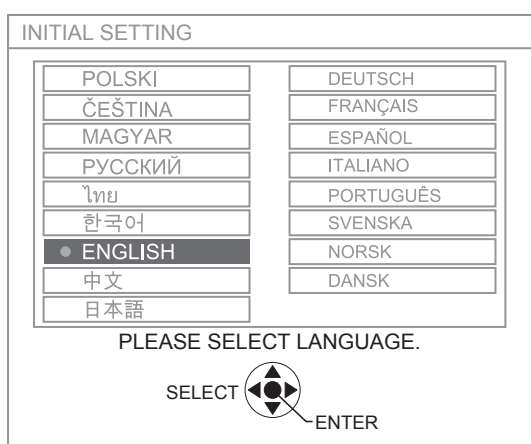 INITIAL SETTING
POLSKI
ČEŠTINA
MAGYAR
РУССКИЙ
ไทย
한국어
ENGLISH
中文
日本語
DEUTSCH
FRANÇAIS
ESPAÑOL
ITALIANO
PORTUGUÊS
SVENSKA
NORSK
DANSK
PLEASE SELECT LANGUAGE.
SELECT
ENTER